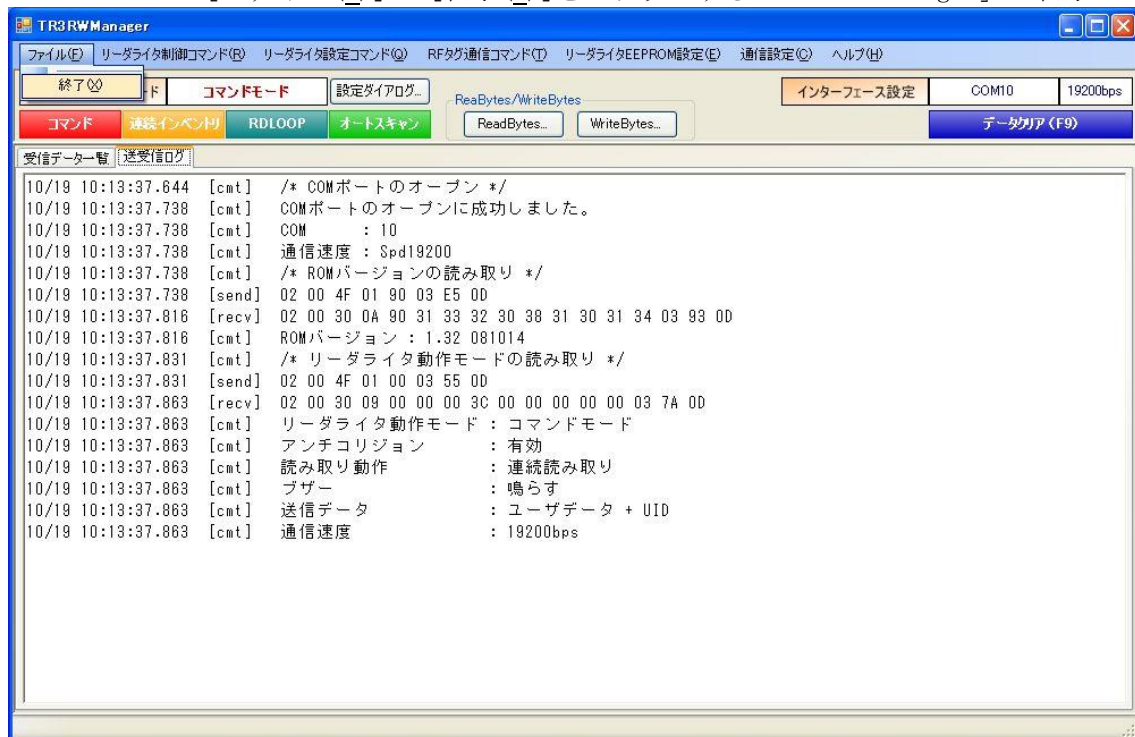 TR3RWManager
ファイル(F) リーダライタ制御コマンド(R) リーダライタ設定コマンド(Q) RFタグ通信コマンド(T) リーダライタEEPROM設定(E) 通信設定(C) ヘルプ(H)
終了(X)
ド コマンドモード 設定ダイアログ... ReaBytes/WriteBytes インターフェース設定 COM10 19200bps
コマンド 連続インベントリ RDLOOP オートスキャン ReadBytes... WriteBytes... データクリア (F9)
受信データ一覧 送受信ログ
10/19 10:13:37.644 [cmt] /* COMポートのオープン */
10/19 10:13:37.738 [cmt] COMポートのオープンに成功しました。
10/19 10:13:37.738 [cmt] COM : 10
10/19 10:13:37.738 [cmt] 通信速度 : Spd19200
10/19 10:13:37.738 [cmt] /* ROMバージョンの読み取り */
10/19 10:13:37.738 [send] 02 00 4F 01 90 03 E5 0D
10/19 10:13:37.816 [recv] 02 00 30 0A 90 31 33 32 30 38 31 30 31 34 03 93 0D
10/19 10:13:37.816 [cmt] ROMバージョン : 1.32 081014
10/19 10:13:37.831 [cmt] /* リーダライタ動作モードの読み取り */
10/19 10:13:37.831 [send] 02 00 4F 01 00 03 55 0D
10/19 10:13:37.863 [recv] 02 00 30 09 00 00 00 3C 00 00 00 00 00 03 7A 0D
10/19 10:13:37.863 [cmt] リーダライタ動作モード : コマンドモード
10/19 10:13:37.863 [cmt] アンチコリジョン : 有効
10/19 10:13:37.863 [cmt] 読み取り動作 : 連続読み取り
10/19 10:13:37.863 [cmt] ブザー : 鳴らす
10/19 10:13:37.863 [cmt] 送信データ : ユーザデータ + UID
10/19 10:13:37.863 [cmt] 通信速度 : 19200bps